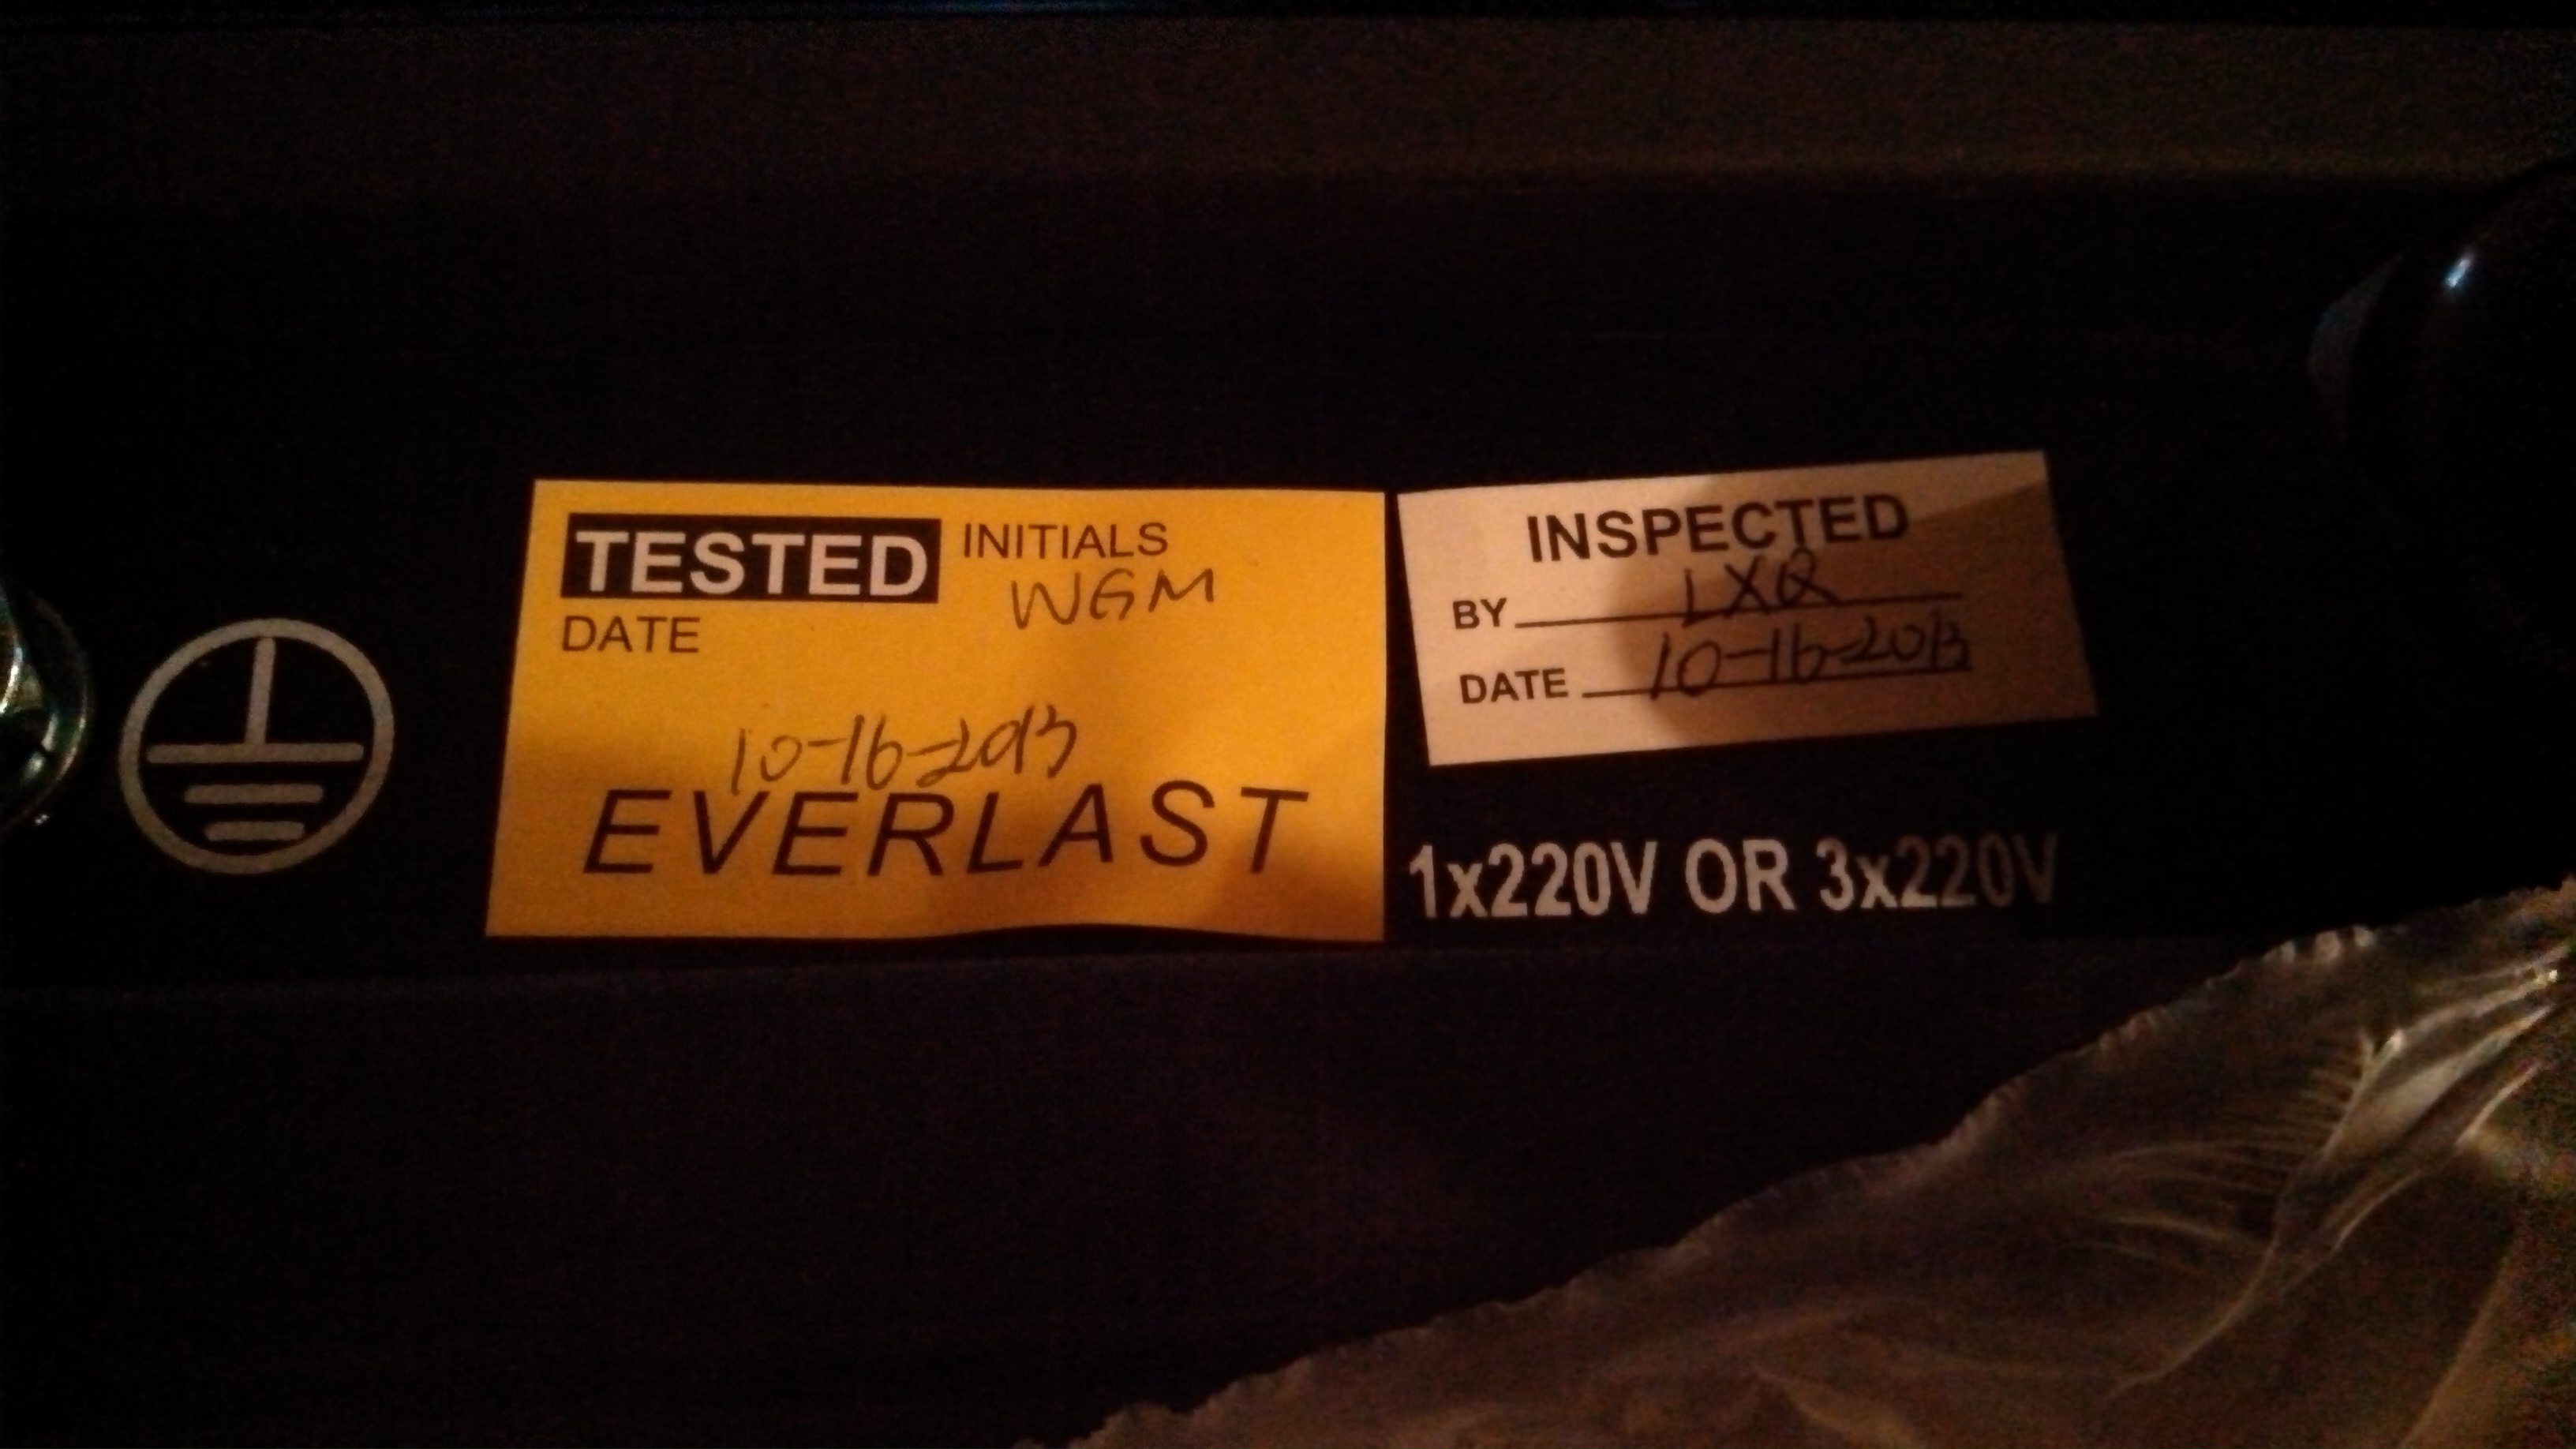 TESTED INITIALS
WGM
DATE
10-16-2013
EVERLAST
INSPECTED
BY LXQ
DATE 10-16-2013
1x220V OR 3x220V